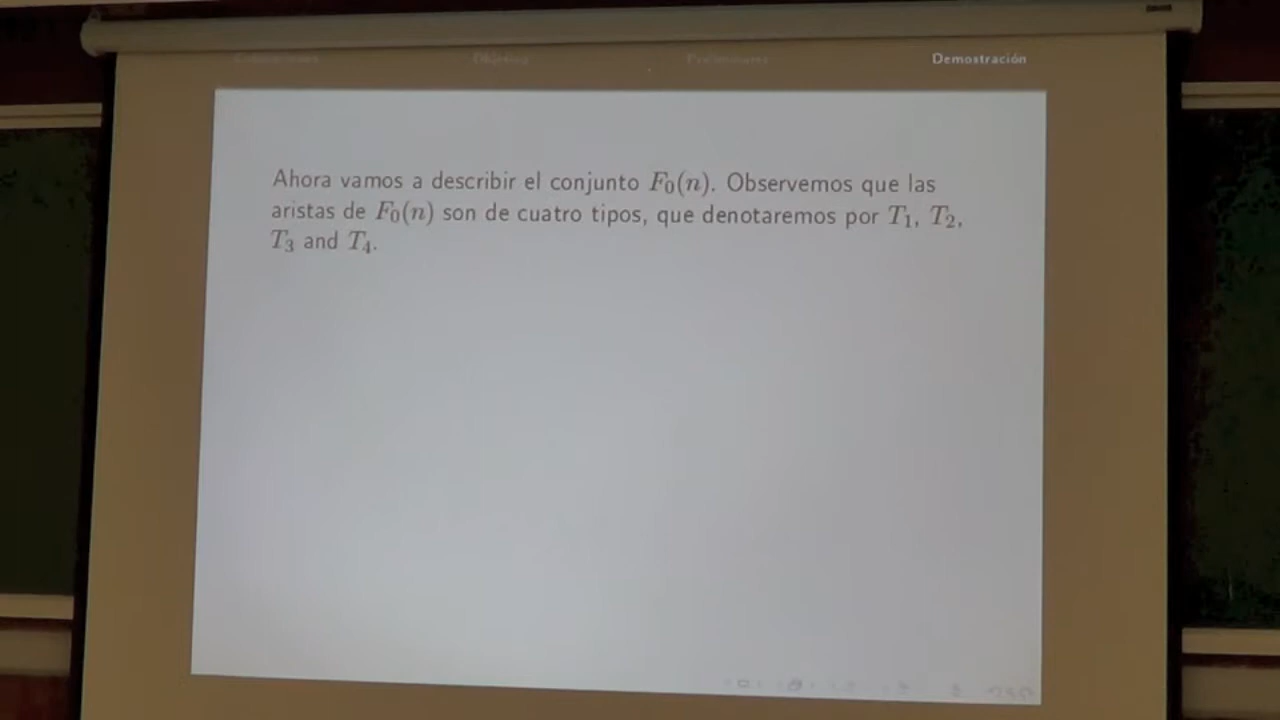 Demostración
Ahora vamos a describir el conjunto F₀(n). Observemos que las
aristas de F₀(n) son de cuatro tipos, que denotaremos por T₁, T₂,
T₃ and T₄.